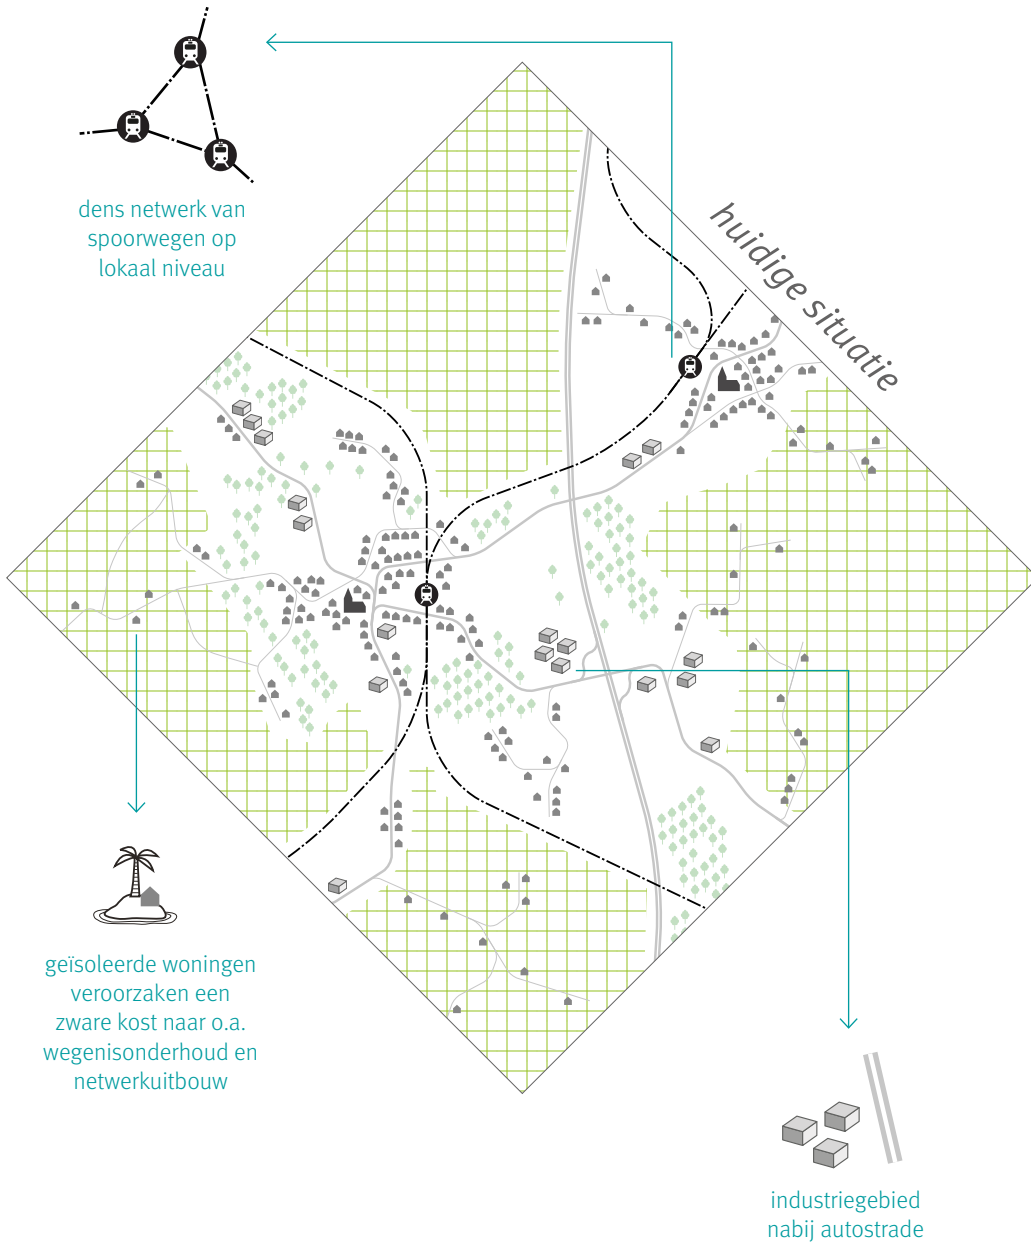 dens netwerk van
spoorwegen op
lokaal niveau
huidige situatie
geïsoleerde woningen
veroorzaken een
zware kost naar o.a.
wegenisonderhoud en
netwerkuitbouw
industriegebied
nabij autostrade